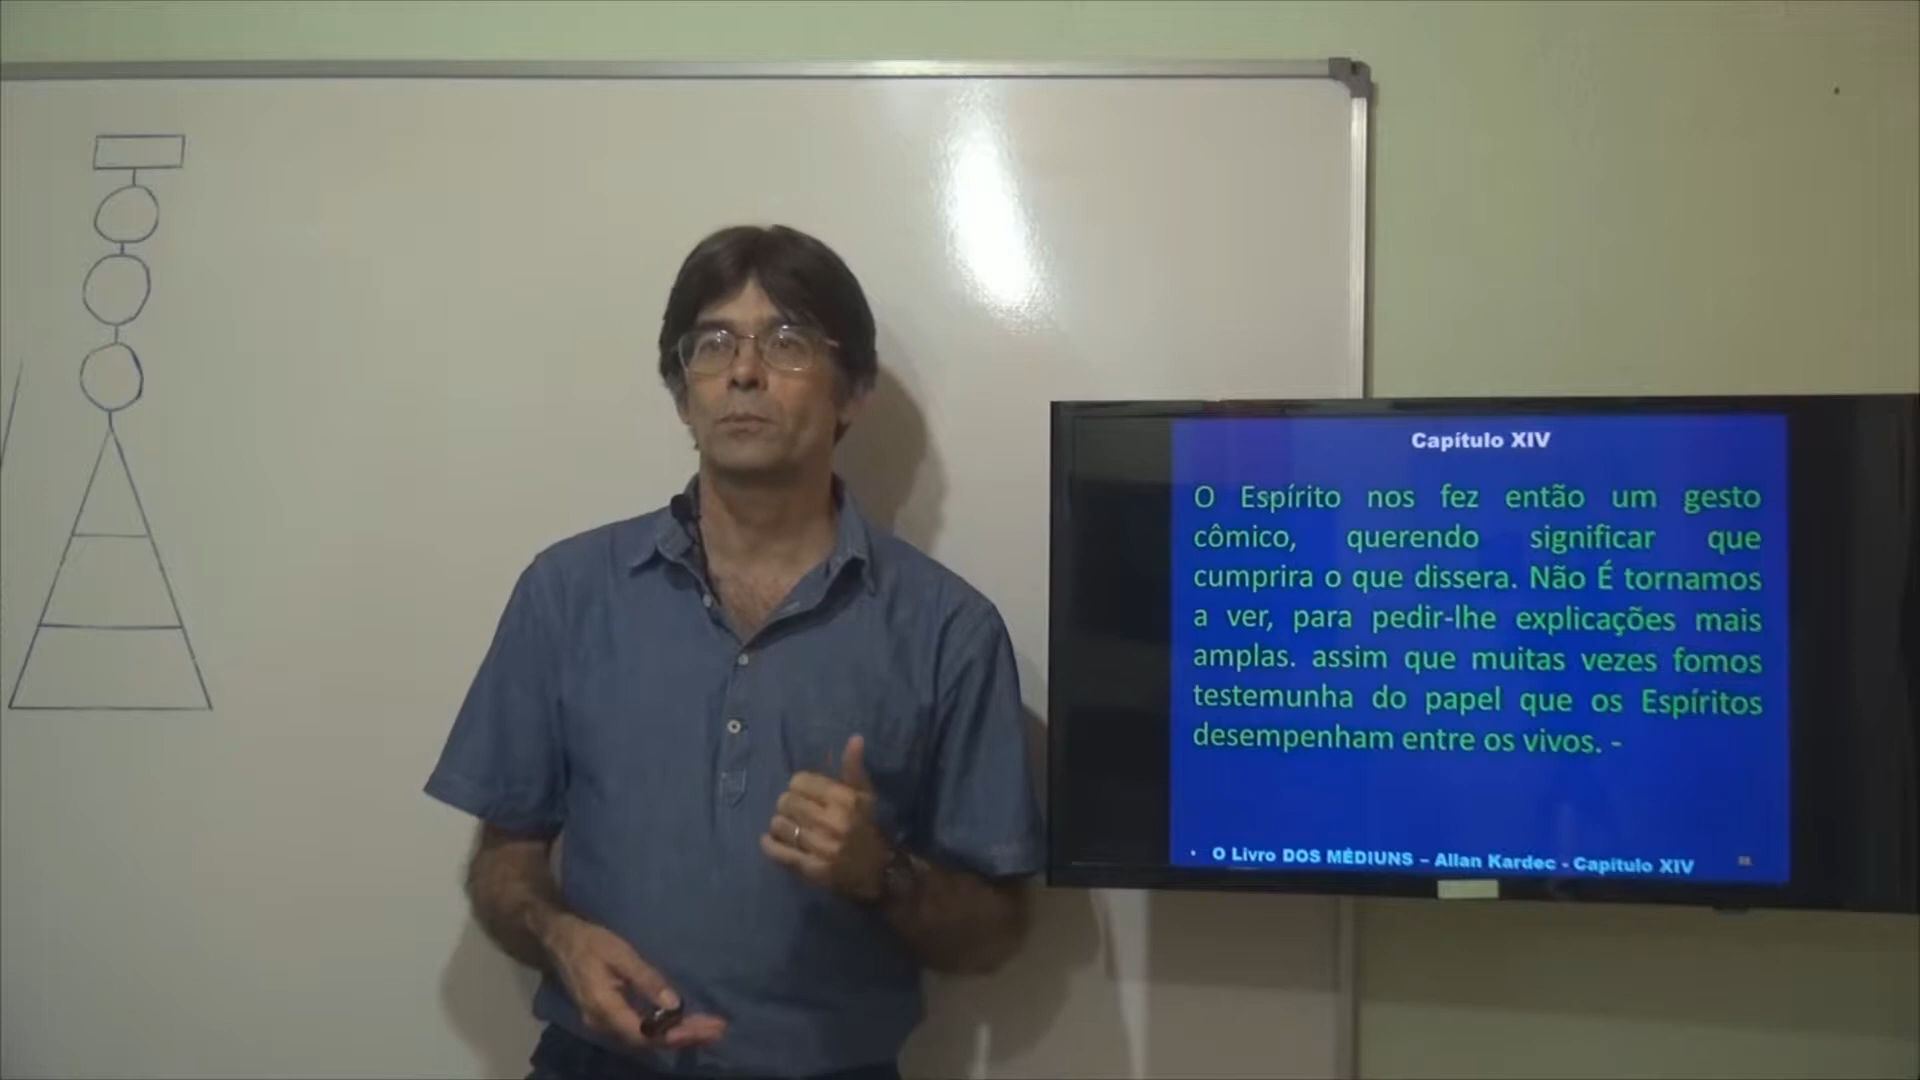 Capítulo XIV
O Espírito nos fez então um gesto
cômico, querendo significar que
cumprira o que dissera. Não É tornamos
a ver, para pedir-lhe explicações mais
amplas. assim que muitas vezes fomos
testemunha do papel que os Espíritos
desempenham entre os vivos. -
• O Livro DOS MÉDIUNS – Allan Kardec - Capítulo XIV